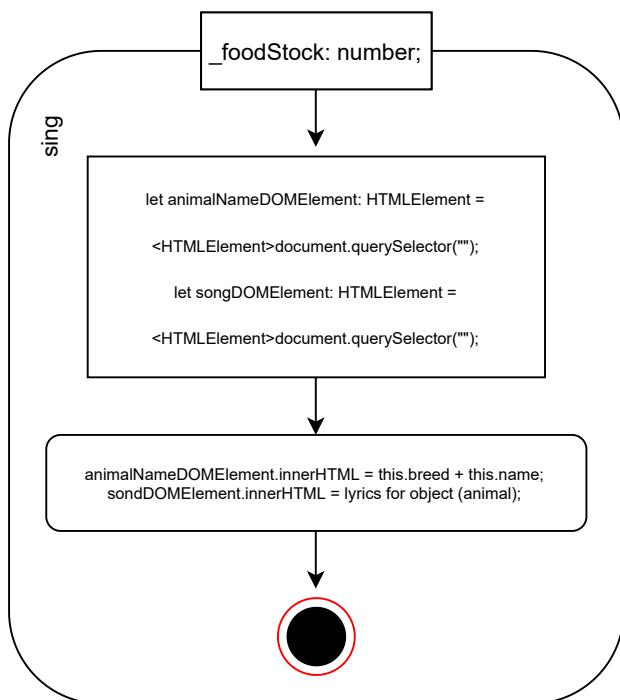 _foodStock: number;
sing
let animalNameDOMElement: HTMLElement =
<HTMLElement>document.querySelector("");
let songDOMElement: HTMLElement =
<HTMLElement>document.querySelector("");
animalNameDOMElement.innerHTML = this.breed + this.name;
sondDOMElement.innerHTML = lyrics for object (animal);